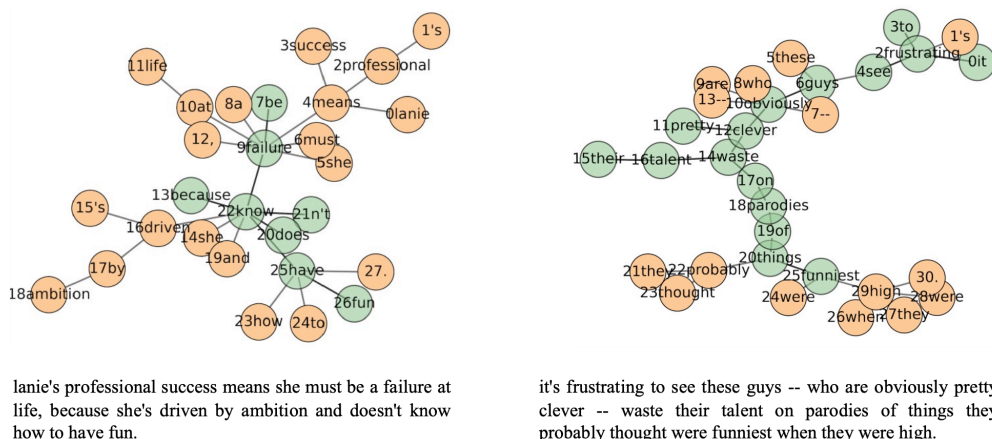 1's
3success
2professional
11life
4means
10at
8a
7be
0lanie
12,
6must
9failure
5she
13because
15's
22know
21n't
16driven
14she
20does
19and
17by
25have
27.
18ambition
26fun
23how
24to
lanie's professional success means she must be a failure at
life, because she's driven by ambition and doesn't know
how to have fun.
3to
1's
2frustrating
0it
5these
4see
6guys
9are
8who
13--
10obviously
7--
11pretty
12clever
15their
16talent
14waste
17on
18parodies
19of
20things
21they
22probably
25funniest
23thought
24were
29high
30.
28were
26when
27they
it's frustrating to see these guys -- who are obviously pretty
clever -- waste their talent on parodies of things they
probably thought were funniest when they were high.